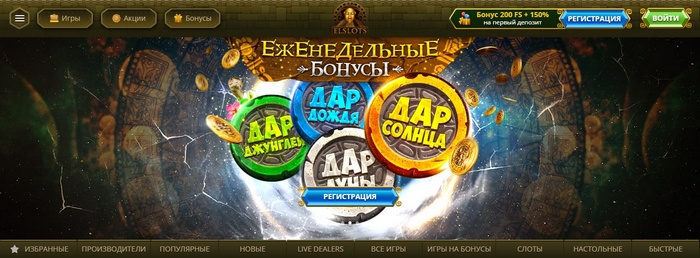 Игры
Акции
Бонусы
ELSLOTS
Бонус 200 FS + 150%
на первый депозит
РЕГИСТРАЦИЯ
ВОЙТИ
ЕЖЕНЕДЕЛЬНЫЕ
БОНУСЫ
ДАР
ДЖУНГЛЕЙ
ДАР
ДОЖДЯ
ДАР
СОЛНЦА
ДАР
ЛУНЫ
РЕГИСТРАЦИЯ
ИЗБРАННЫЕ
ПРОИЗВОДИТЕЛИ
ПОПУЛЯРНЫЕ
НОВЫЕ
LIVE DEALERS
ВСЕ ИГРЫ
ИГРЫ НА БОНУСЫ
СЛОТЫ
НАСТОЛЬНЫЕ
БЫСТРЫЕ